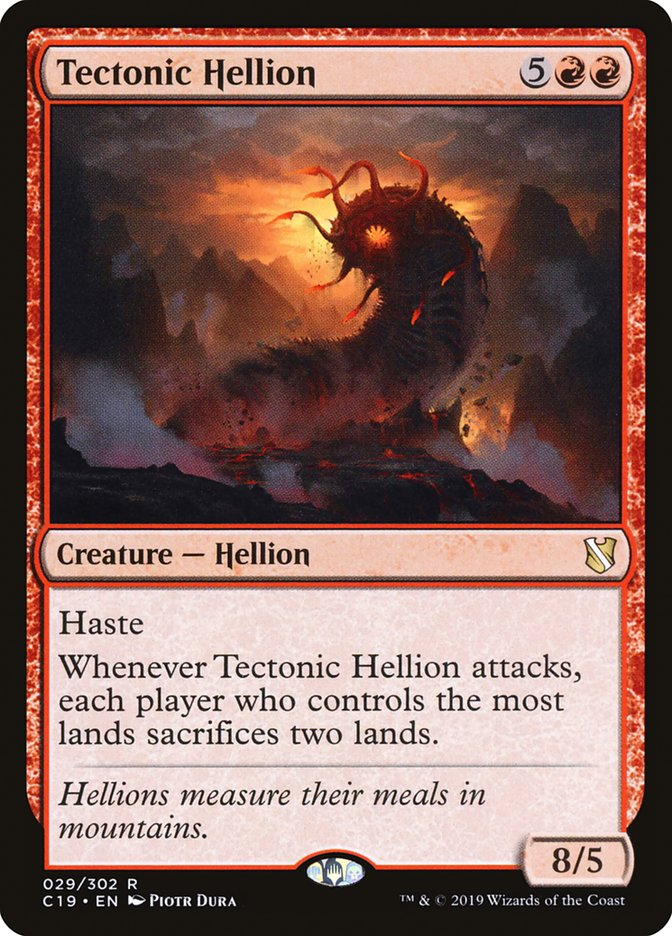 Tectonic Hellion 5
Creature — Hellion
Haste
Whenever Tectonic Hellion attacks,
each player who controls the most
lands sacrifices two lands.
Hellions measure their meals in
mountains.
8/5
029/302 R
C19 • EN Piotr Dura
™ & © 2019 Wizards of the Coast